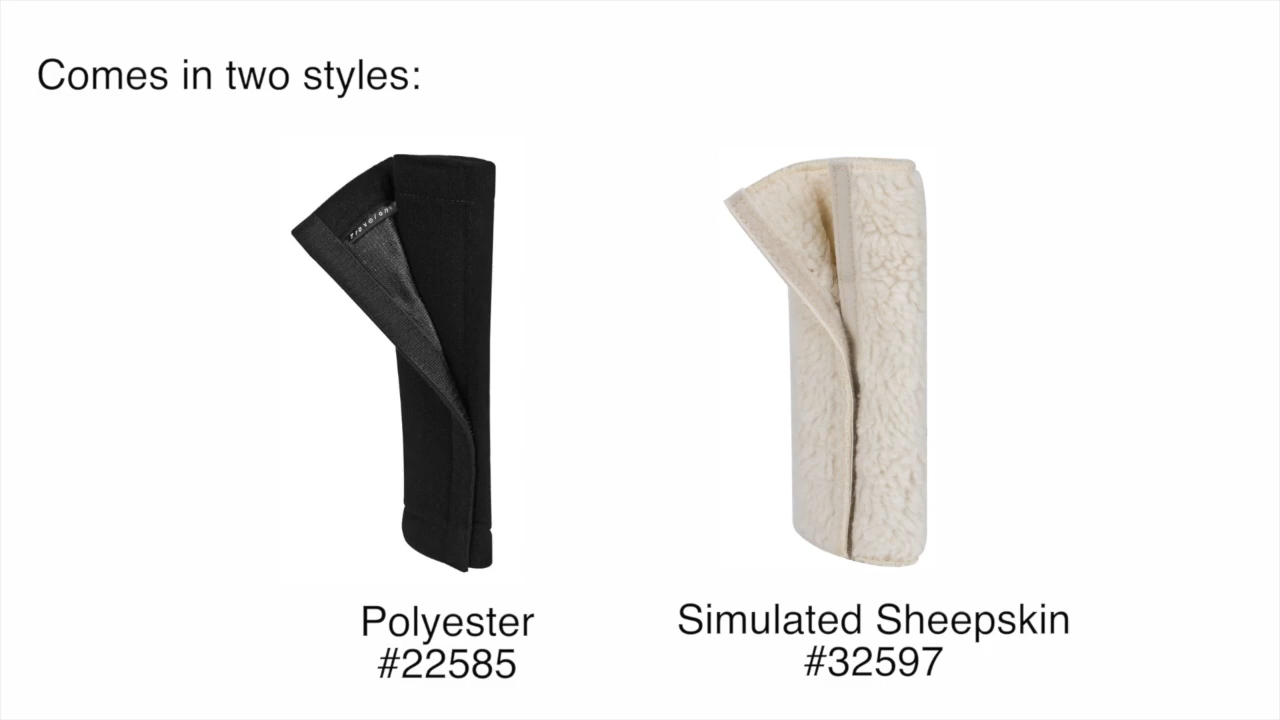 Comes in two styles:
Polyester
#22585
Simulated Sheepskin
#32597